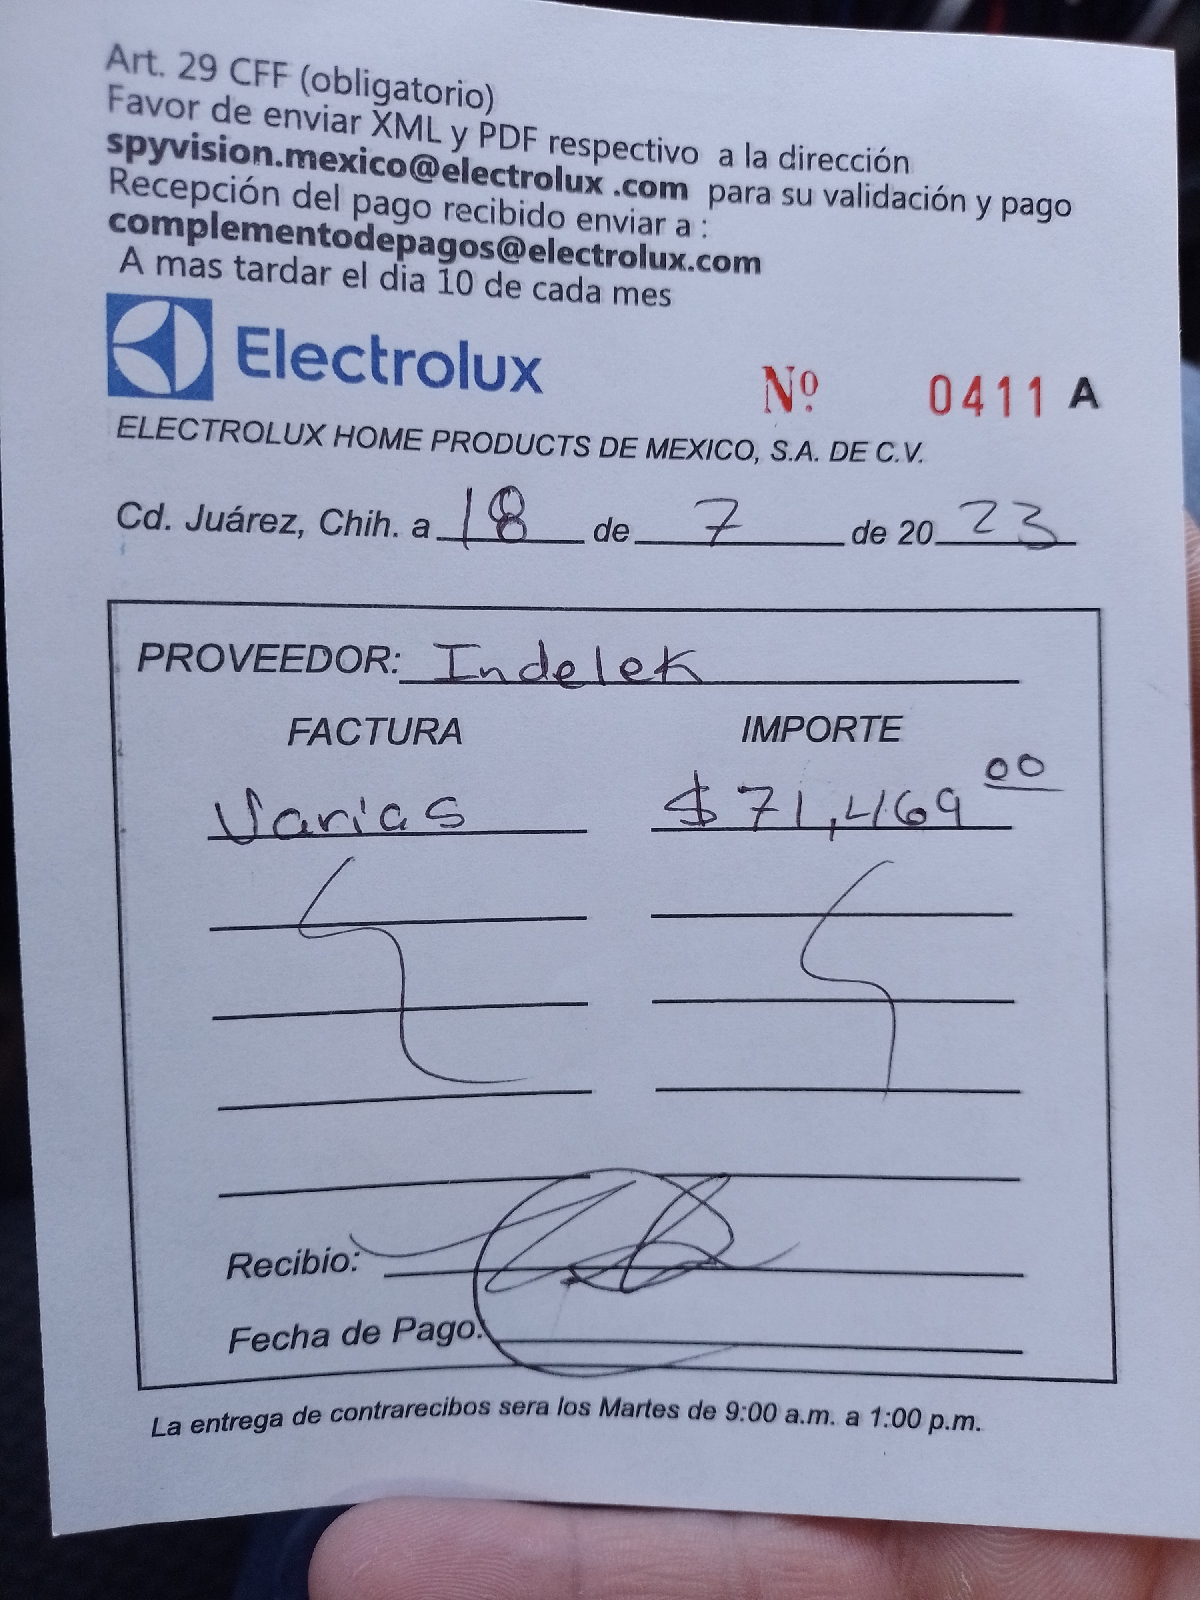 Art. 29 CFF (obligatorio)
Favor de enviar XML y PDF respectivo a la dirección
spyvision.mexico@electrolux .com para su validación y pago
Recepción del pago recibido enviar a :
complementodepagos@electrolux.com
A mas tardar el dia 10 de cada mes
Electrolux
Nº 0411 A
ELECTROLUX HOME PRODUCTS DE MEXICO, S.A. DE C.V.
Cd. Juárez, Chih. a 18 de 7 de 20 23
PROVEEDOR: Indelek
FACTURA IMPORTE
Varias $ 71,469 00
Recibio:
Fecha de Pago.
La entrega de contrarecibos sera los Martes de 9:00 a.m. a 1:00 p.m.